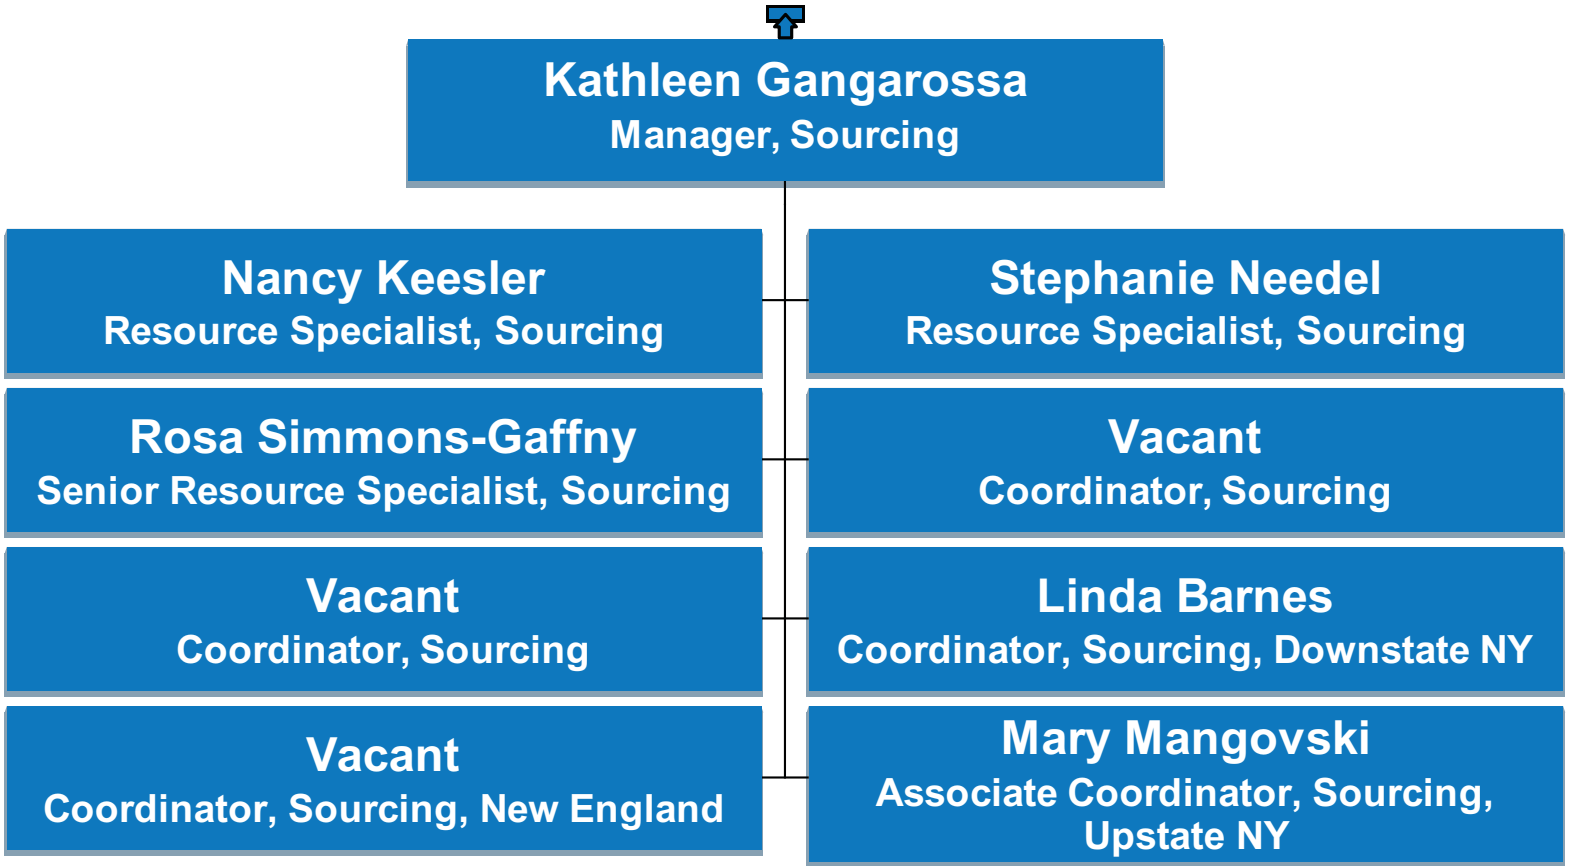 Kathleen Gangarossa
Manager, Sourcing
Nancy Keesler
Resource Specialist, Sourcing
Stephanie Needel
Resource Specialist, Sourcing
Rosa Simmons-Gaffny
Senior Resource Specialist, Sourcing
Vacant
Coordinator, Sourcing
Vacant
Coordinator, Sourcing
Linda Barnes
Coordinator, Sourcing, Downstate NY
Vacant
Coordinator, Sourcing, New England
Mary Mangovski
Associate Coordinator, Sourcing,
Upstate NY